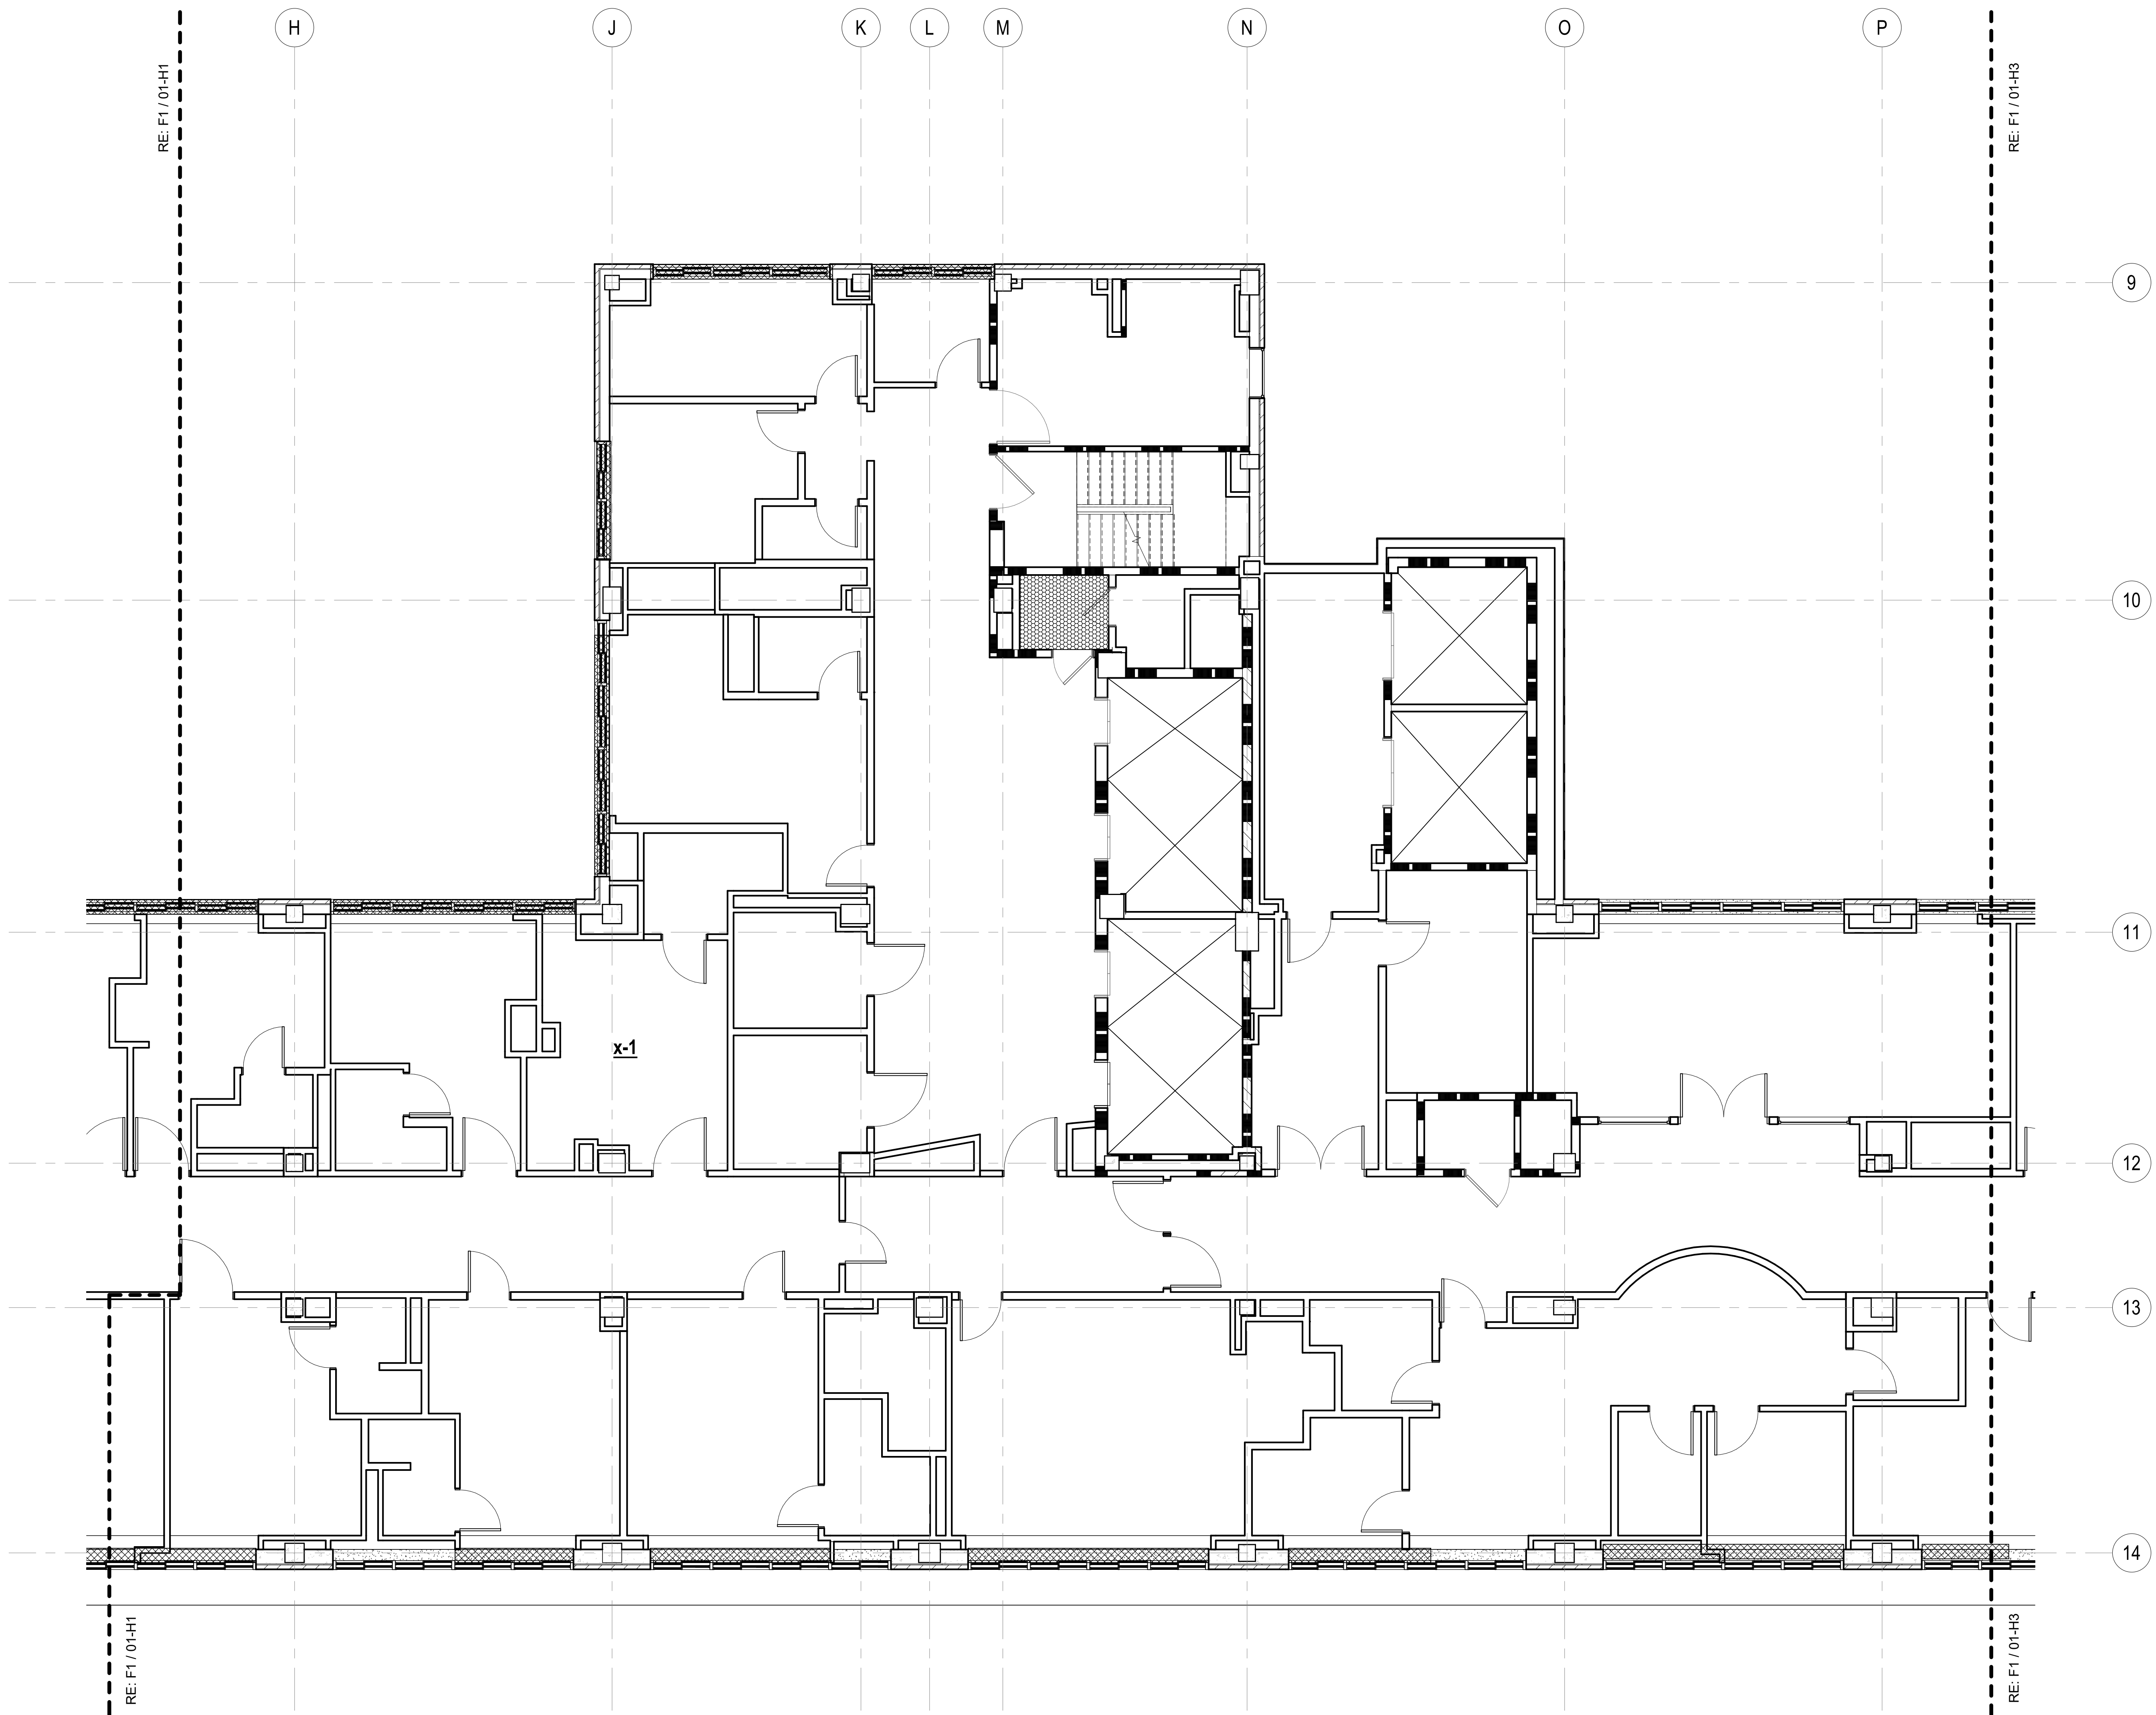 H J K L M N O P
RE: F1 / 01-H1
RE: F1 / 01-H3
9
10
11
x-1
12
13
14
RE: F1 / 01-H1
RE: F1 / 01-H3